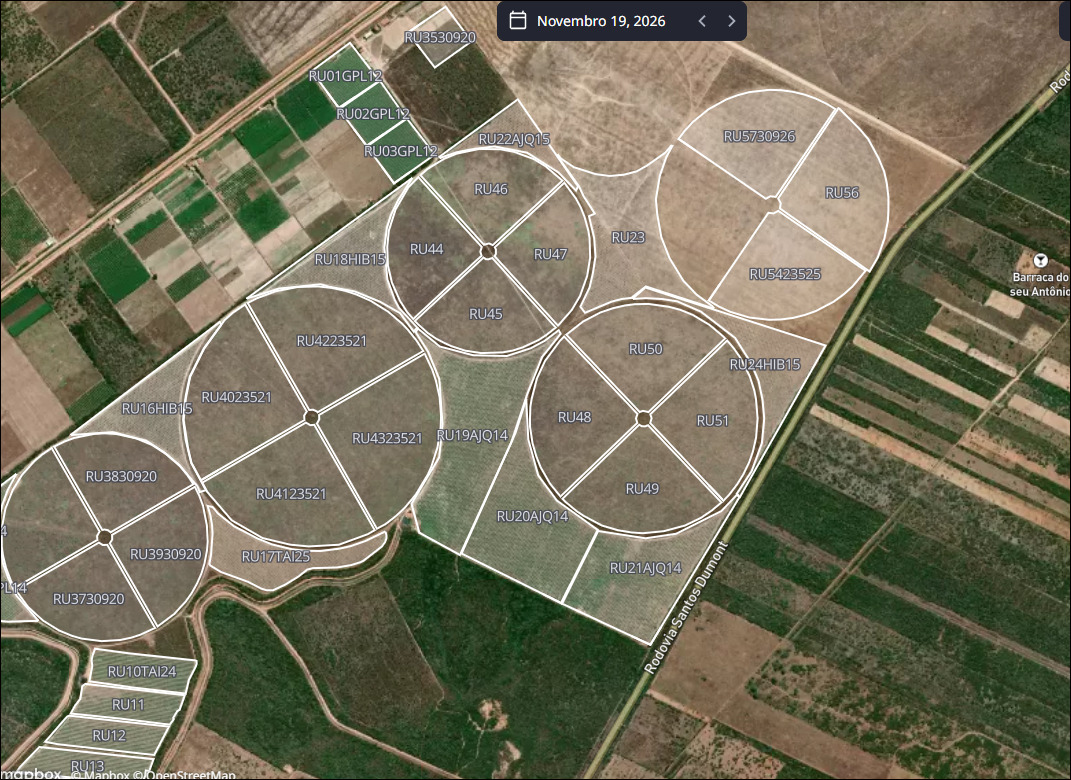 Novembro 19, 2026
RU3530920
RU01GPL12
RU02GPL12
RU03GPL12
RU22AJQ15
RU5730926
RU46
RU56
RU44
RU47
RU23
RU18HIB15
RU5423525
Barraca do
seu Antônio
RU45
RU4223521
RU50
RU24HIB15
RU4023521
RU16HIB15
RU48
RU51
RU4323521
RU19AJQ14
RU3830920
RU49
RU4123521
RU20AJQ14
RU3930920
RU17TAI25
RU21AJQ14
PL14
RU3730920
Rodovia Santos Dumont
RU10TAI24
RU11
RU12
RU13
mapbox © Mapbox © OpenStreetMap